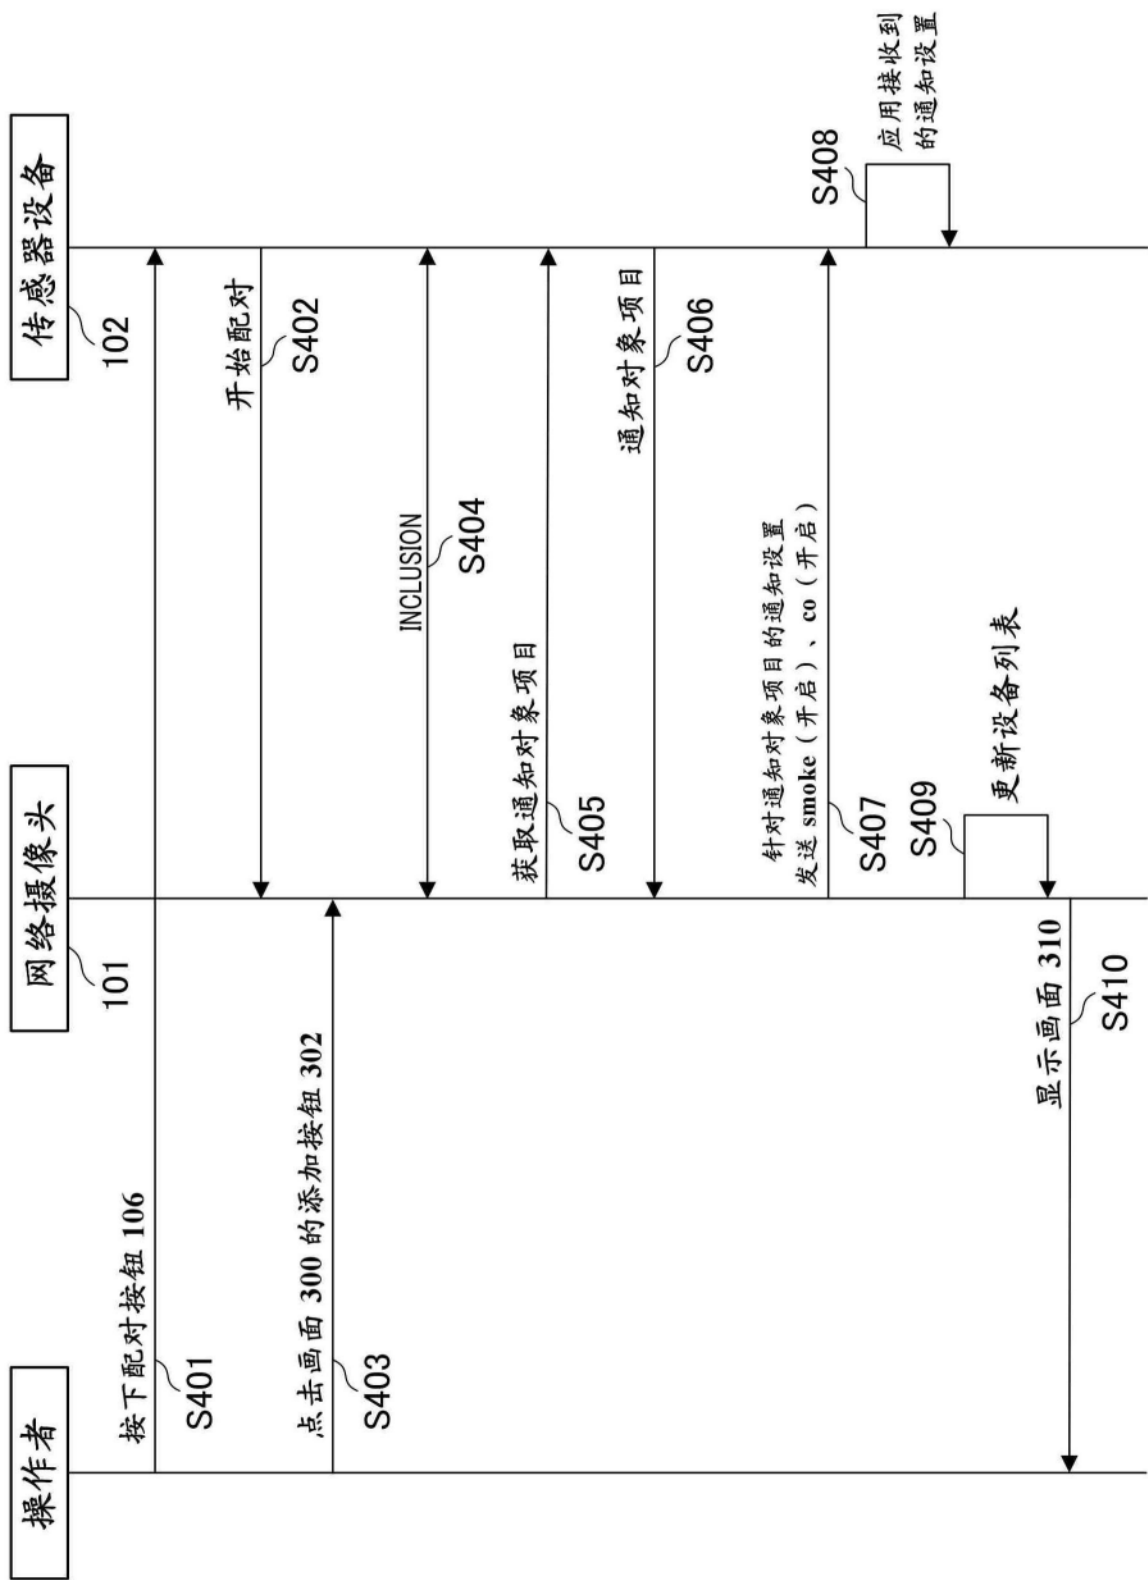 操作者
网络摄像头
传感器设备
101
102
按下配对按钮 106
S401
开始配对
S402
点击画面 300 的添加按钮 302
S403
INCLUSION
S404
获取通知对象项目
S405
通知对象项目
S406
针对通知对象项目的通知设置
发送 smoke（开启）、co（开启）
S407
S408
应用接收到
的通知设置
S409
更新设备列表
显示画面 310
S410